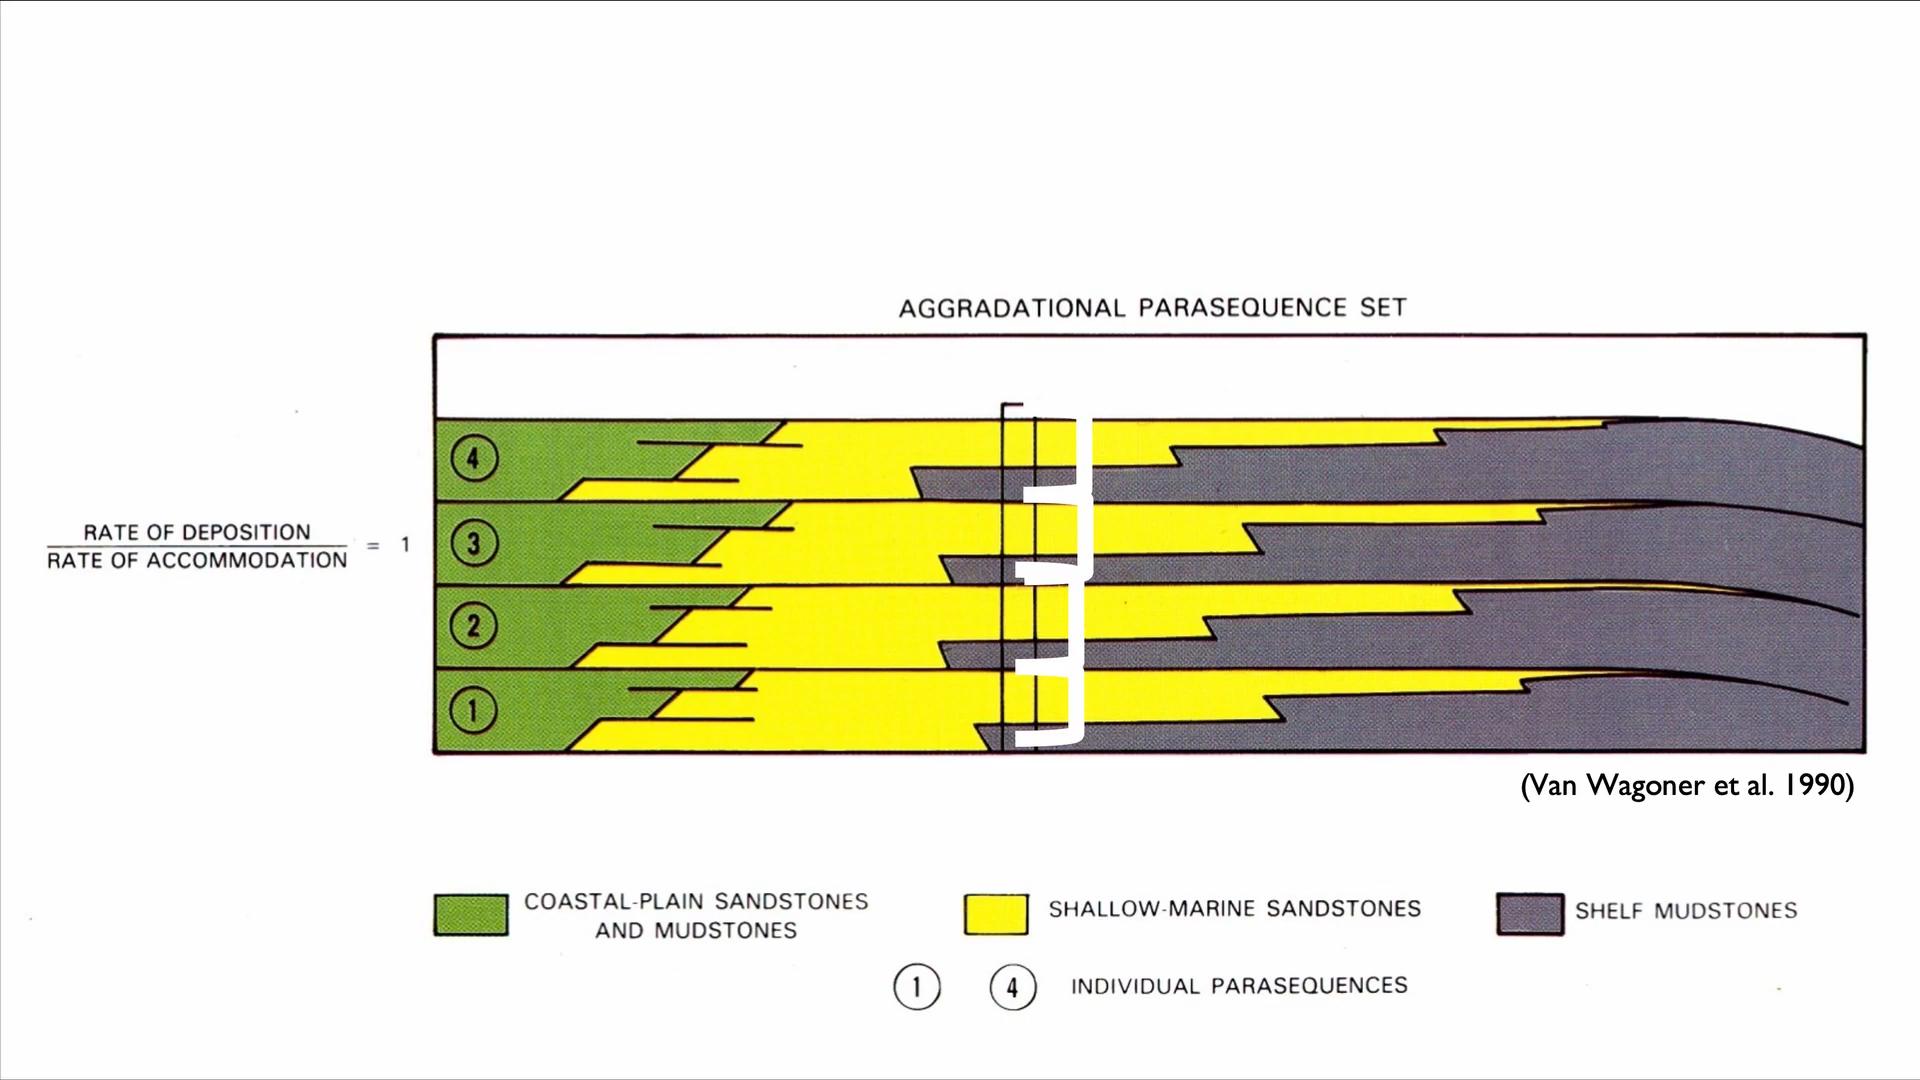 AGGRADATIONAL PARASEQUENCE SET
4
3
2
1
RATE OF DEPOSITION
RATE OF ACCOMMODATION = 1
(Van Wagoner et al. 1990)
COASTAL-PLAIN SANDSTONES
AND MUDSTONES
SHALLOW-MARINE SANDSTONES
SHELF MUDSTONES
1 4 INDIVIDUAL PARASEQUENCES